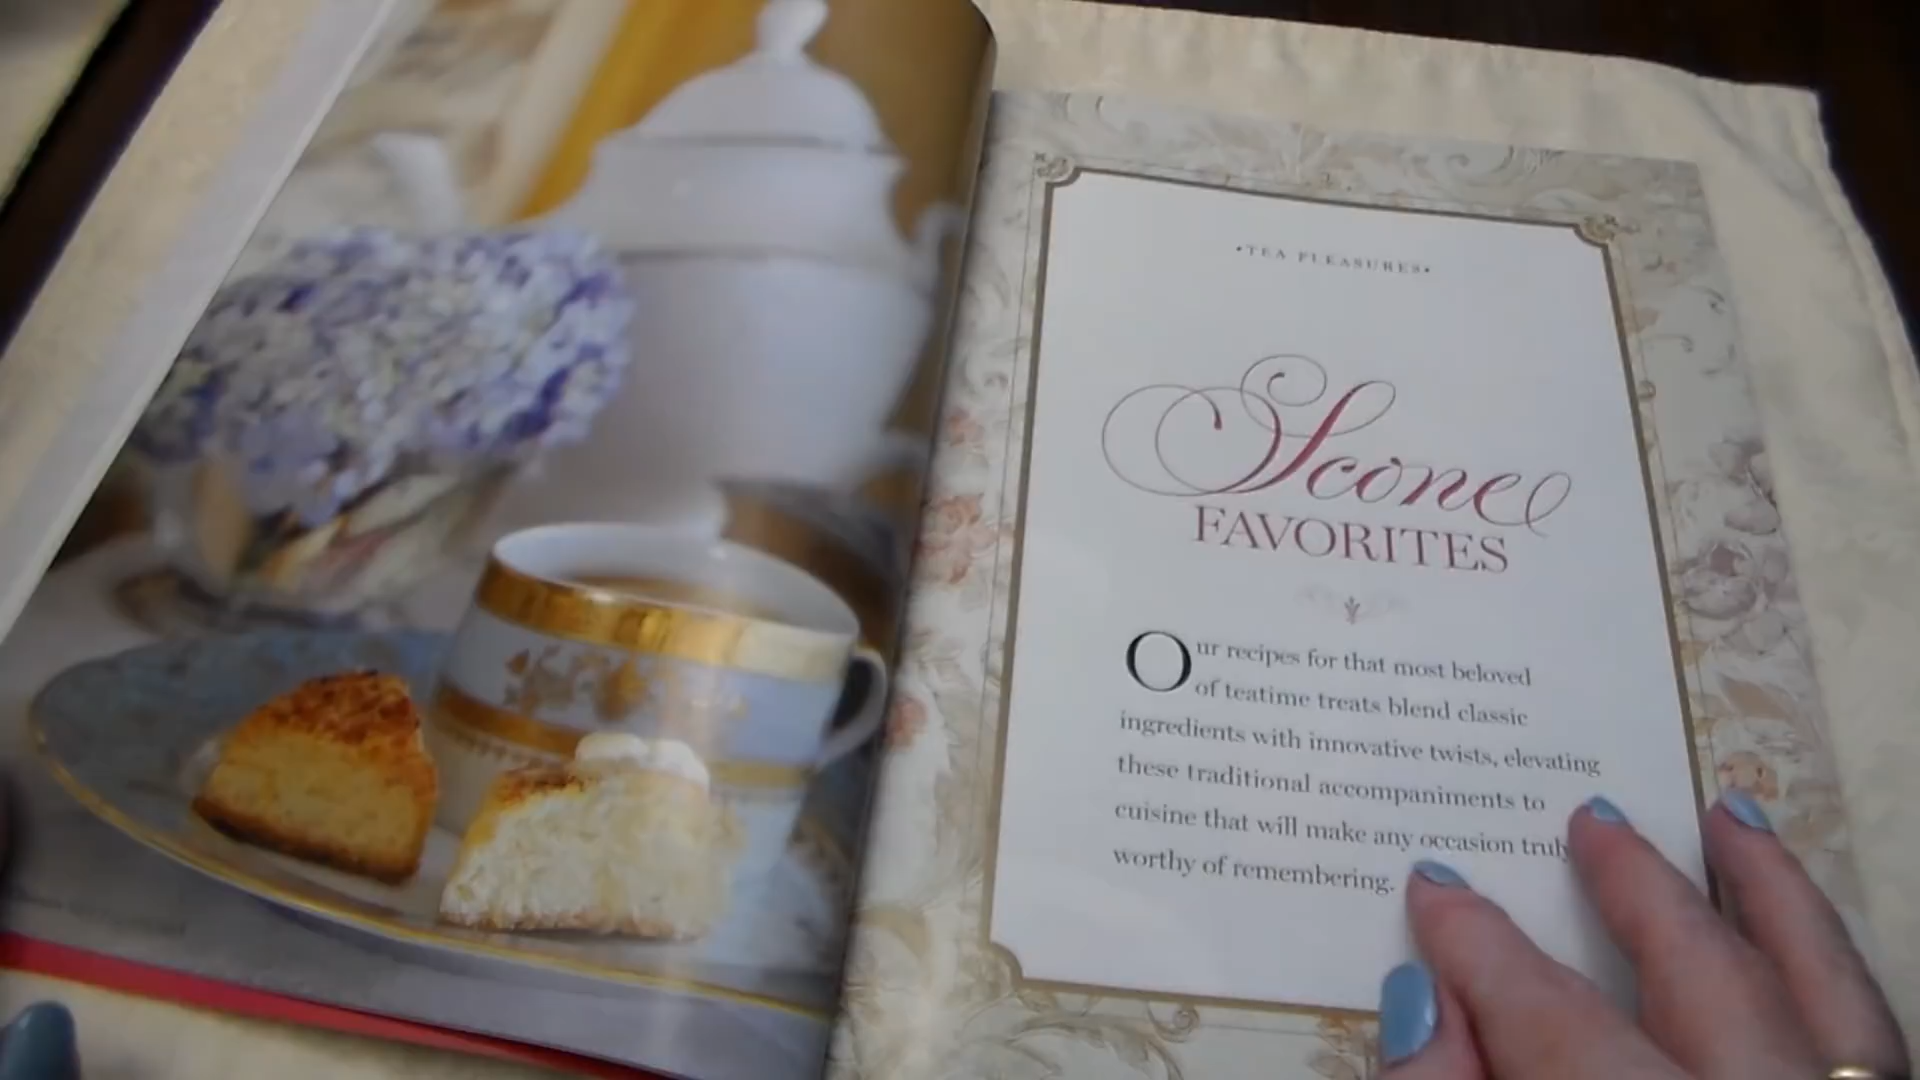 •TEA PLEASURES•
Scone
FAVORITES
Our recipes for that most beloved
of teatime treats blend classic
ingredients with innovative twists, elevating
these traditional accompaniments to
cuisine that will make any occasion truly
worthy of remembering.